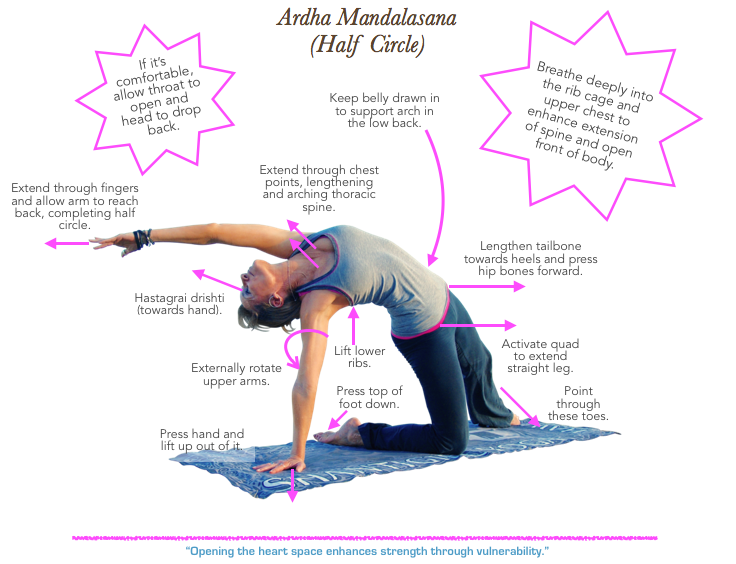 Ardha Mandalasana
(Half Circle)
If it's
comfortable,
allow throat to
open and
head to drop
back.
Breathe deeply into
the rib cage and
upper chest to
enhance extension
of spine and open
front of body.
Keep belly drawn in
to support arch in
the low back.
Extend through chest
points, lengthening
and arching thoracic
spine.
Extend through fingers
and allow arm to reach
back, completing half
circle.
Lengthen tailbone
towards heels and press
hip bones forward.
Hastagrai drishti
(towards hand).
Lift lower
ribs.
Activate quad
to extend
straight leg.
Externally rotate
upper arms.
Press top of
foot down.
Point
through
these toes.
Press hand and
lift up out of it.
"Opening the heart space enhances strength through vulnerability."